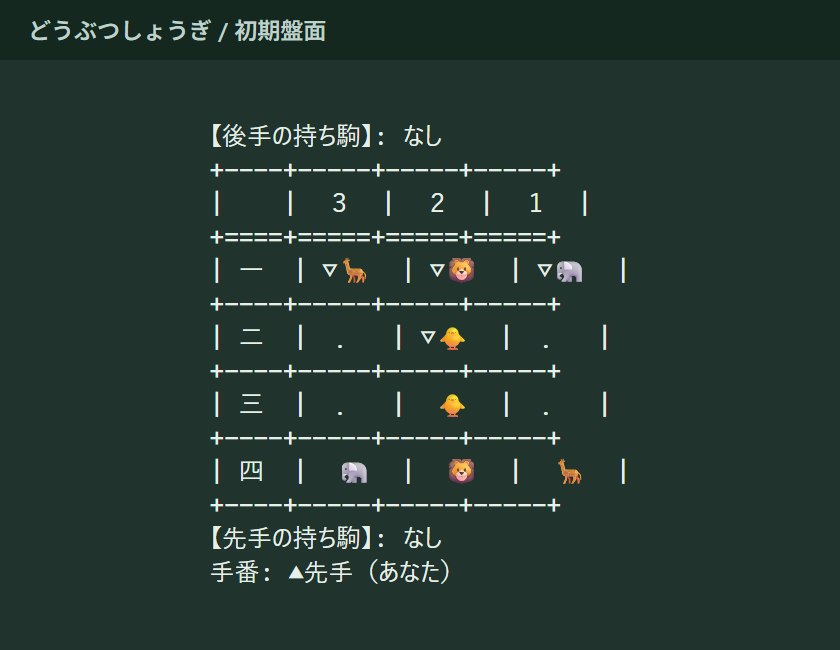 どうぶつしょうぎ / 初期盤面
【後手の持ち駒】: なし
+----+-----+-----+-----+
|    |  3  |  2  |  1  |
+====+=====+=====+=====+
| 一 | ▽🦒 | ▽🦁 | ▽🐘 |
+----+-----+-----+-----+
| 二 | . | ▽🐤 | . |
+----+-----+-----+-----+
| 三 | . | 🐤 | . |
+----+-----+-----+-----+
| 四 | 🐘 | 🦁 | 🦒 |
+----+-----+-----+-----+
【先手の持ち駒】: なし
手番: ▲先手 (あなた)